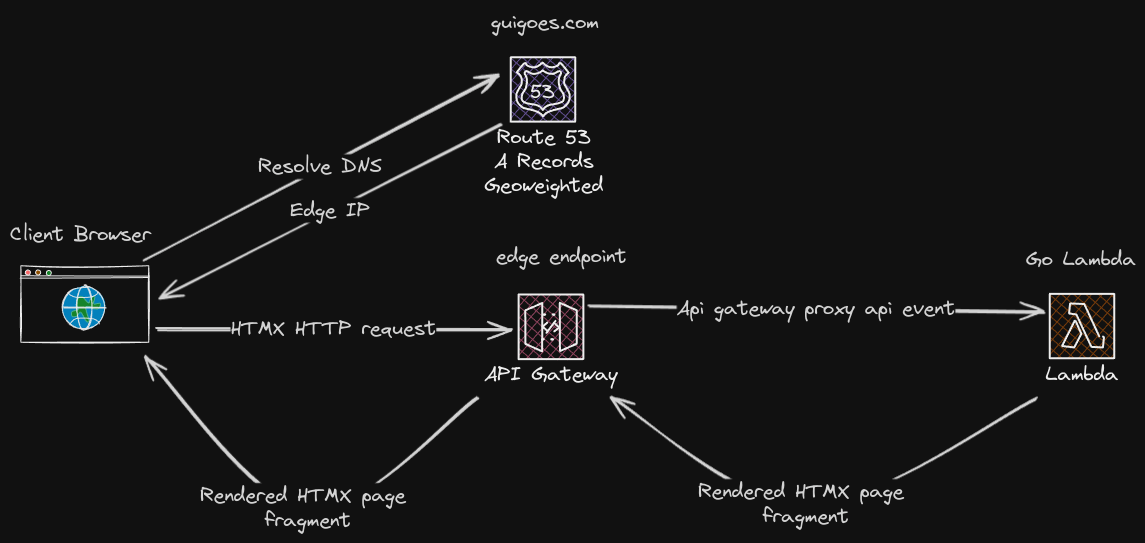 guigoes.com
53
Route 53
A Records
Geoweighted
Resolve DNS
Edge IP
Client Browser
edge endpoint
Go Lambda
HTMX HTTP request
Api gateway proxy api event
API Gateway
Lambda
Rendered HTMX page
fragment
Rendered HTMX page
fragment